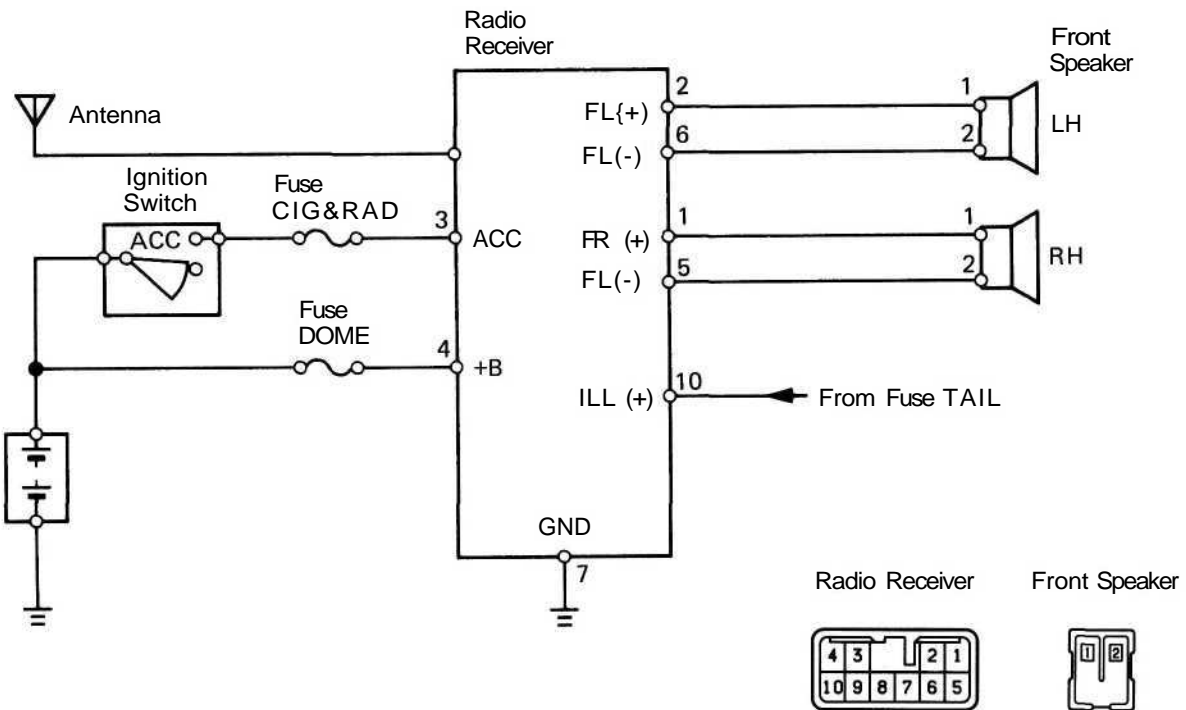 Radio
Receiver
Front
Speaker
Antenna
2
FL{+)
1
LH
6
FL(-)
2
Ignition
Switch
Fuse
CIG&RAD
ACC
3
ACC
1
FR (+)
1
RH
5
FL(-)
2
Fuse
DOME
4
+B
10
ILL (+)
From Fuse TAIL
GND
7
Radio Receiver
Front Speaker
4 3 2 1
10 9 8 7 6 5
1 2